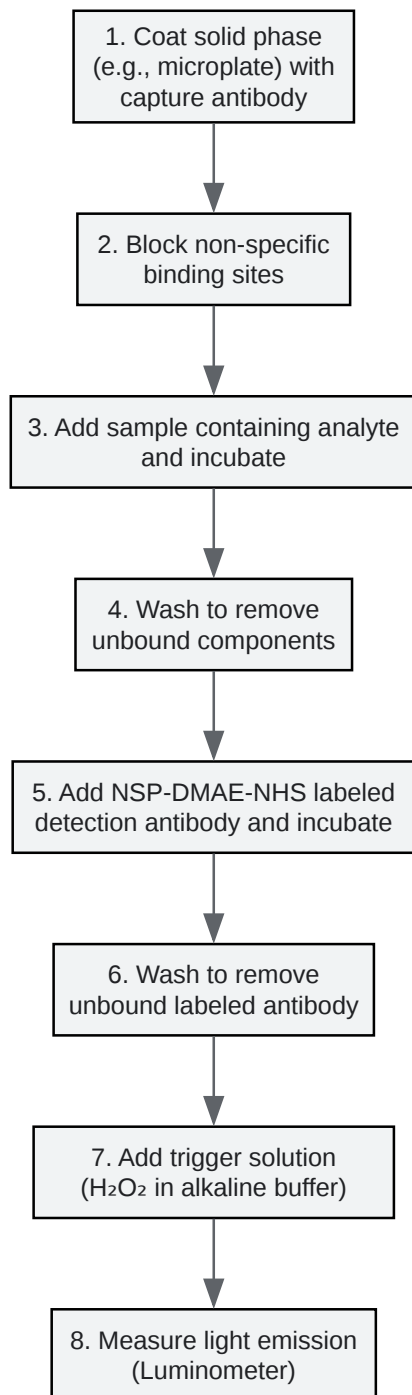 1. Coat solid phase
(e.g., microplate) with
capture antibody
2. Block non-specific
binding sites
3. Add sample containing analyte
and incubate
4. Wash to remove
unbound components
5. Add NSP-DMAE-NHS labeled
detection antibody and incubate
6. Wash to remove
unbound labeled antibody
7. Add trigger solution
(H₂O₂ in alkaline buffer)
8. Measure light emission
(Luminometer)